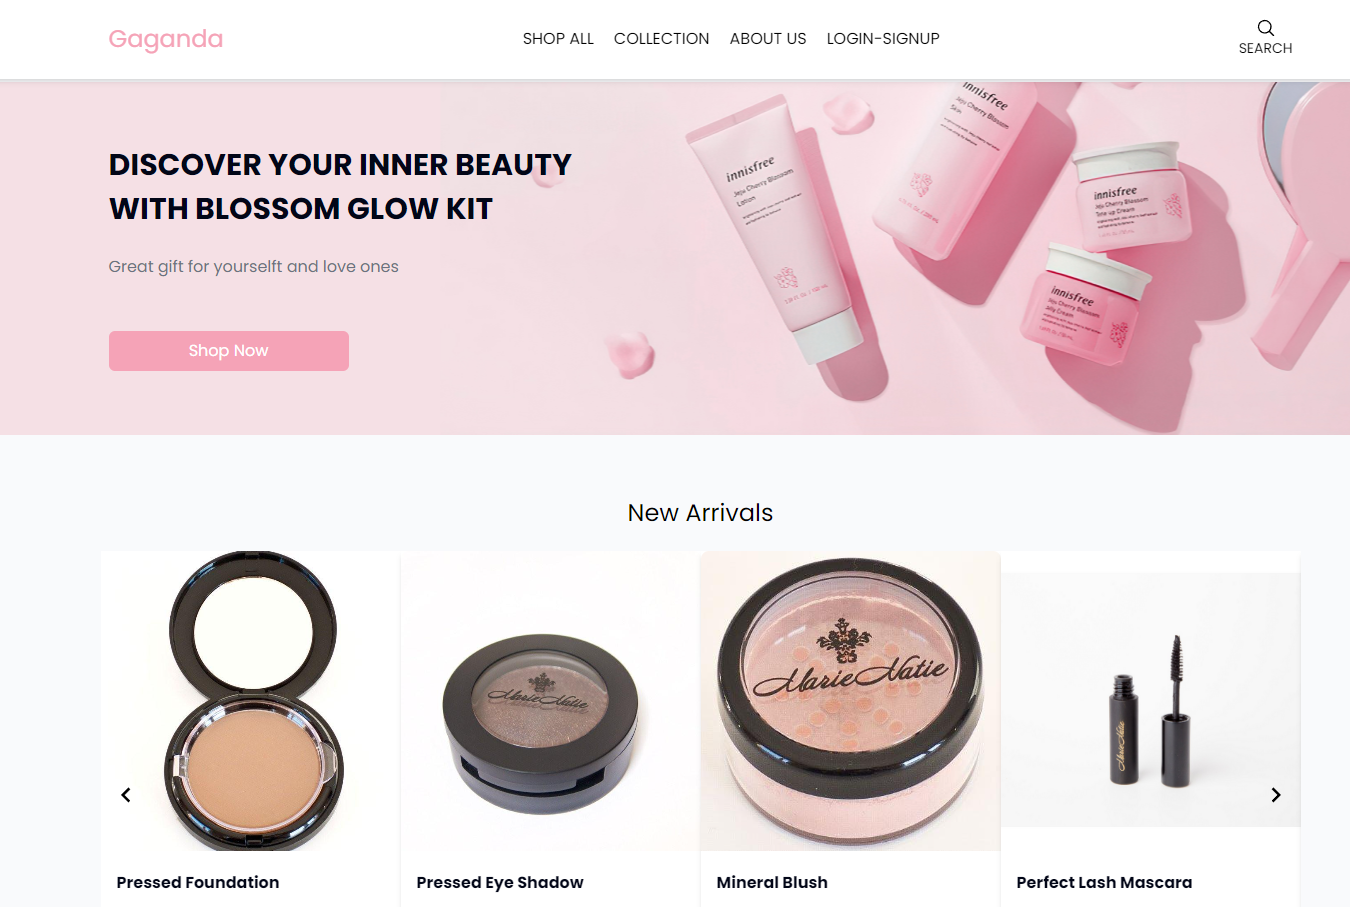 Gaganda
SHOP ALL COLLECTION ABOUT US LOGIN-SIGNUP
SEARCH
DISCOVER YOUR INNER BEAUTY
WITH BLOSSOM GLOW KIT
Great gift for yourselft and love ones
Shop Now
innisfree
Jeju Cherry Blossom
Lotion
innisfree
Jeju Cherry Blossom
Skin
innisfree
Jeju Cherry Blossom
Tone up Cream
innisfree
Jeju Cherry Blossom
Jelly Cream
New Arrivals
MarieNatie
MarieNatie
MarieNatie
Pressed Foundation
Pressed Eye Shadow
Mineral Blush
Perfect Lash Mascara